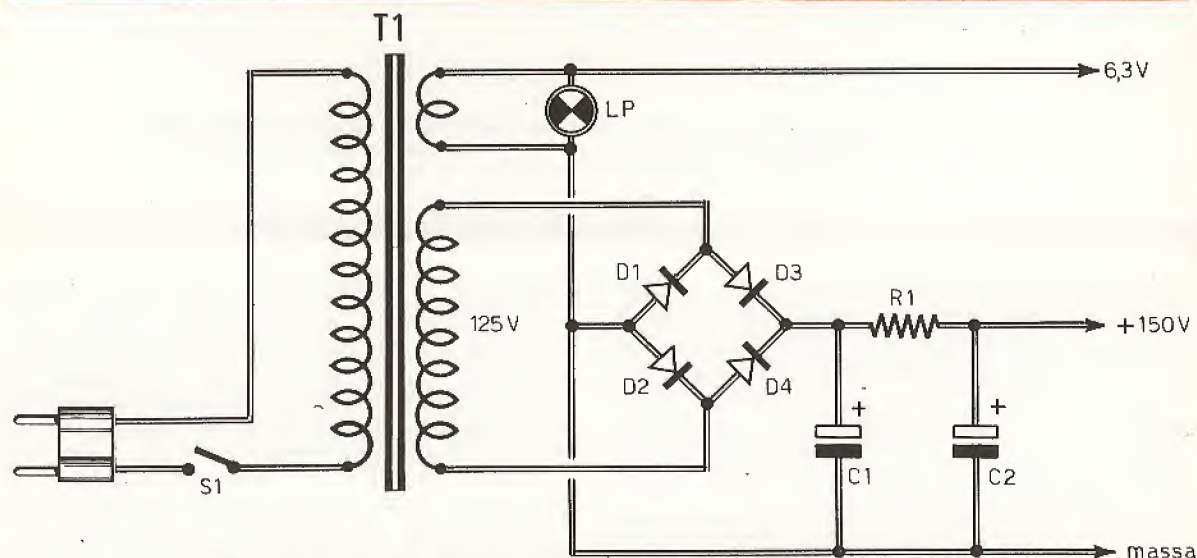 T1
6,3V
LP
D1
D3
R1
125V
+150V
D2
D4
+
+
S1
C1
C2
massa